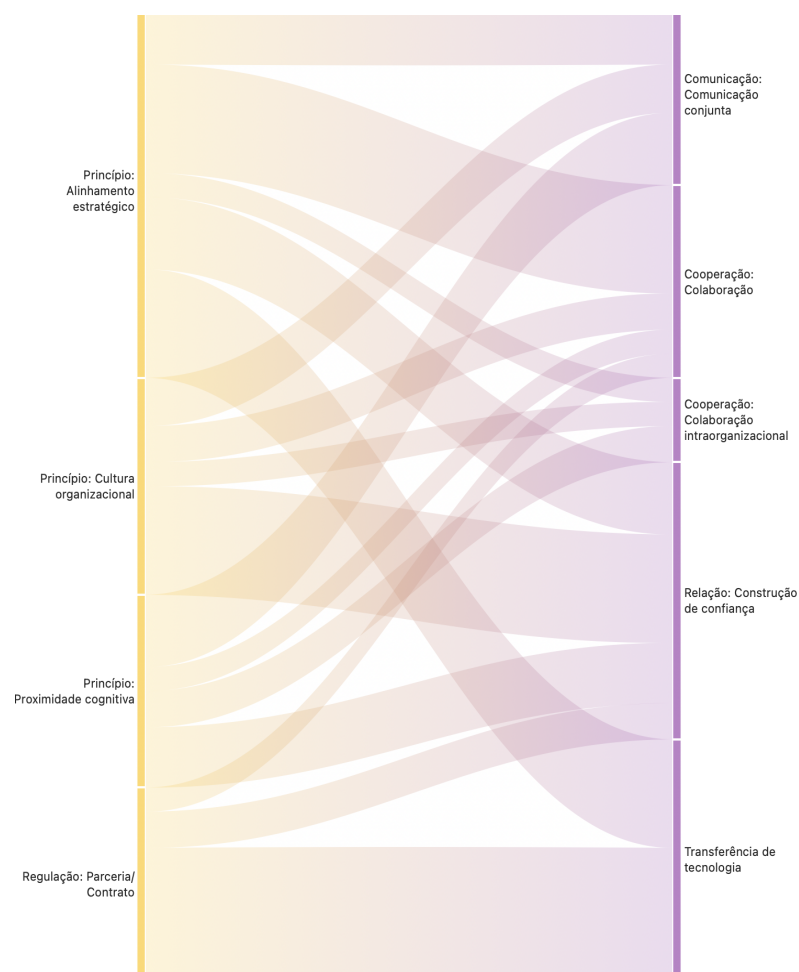 Princípio:
Alinhamento
estratégico
Princípio: Cultura
organizacional
Princípio:
Proximidade cognitiva
Regulação: Parceria/
Contrato
Comunicação:
Comunicação
conjunta
Cooperação:
Colaboração
Cooperação:
Colaboração
intraorganizacional
Relação: Construção
de confiança
Transferência de
tecnologia